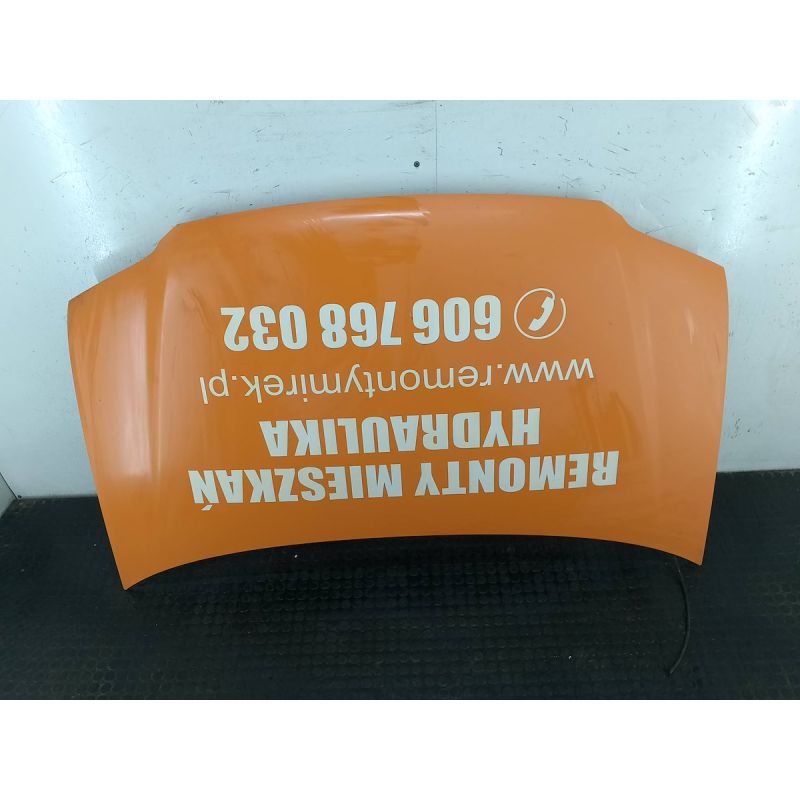 REMONTY MIESZKAŃ
HYDRAULIKA
www.remontymirek.pl
606 768 032